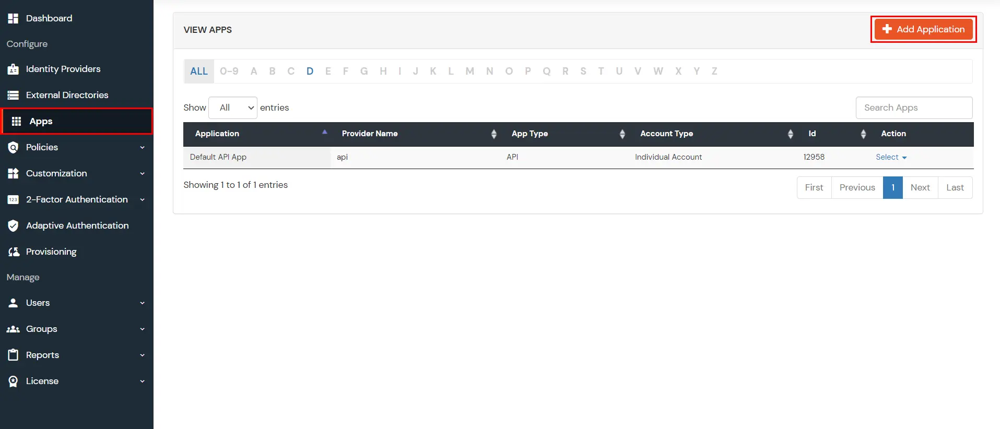 Dashboard
Configure
Identity Providers
External Directories
Apps
Policies
Customization
123 2-Factor Authentication
Adaptive Authentication
Provisioning
Manage
Users
Groups
Reports
License
VIEW APPS
Add Application
ALL 0-9 A B C D E F G H I J K L M N O P Q R S T U V W X Y Z
Show All entries
Search Apps
Application Provider Name App Type Account Type Id Action
Default API App api API Individual Account 12958 Select
Showing 1 to 1 of 1 entries
First Previous 1 Next Last